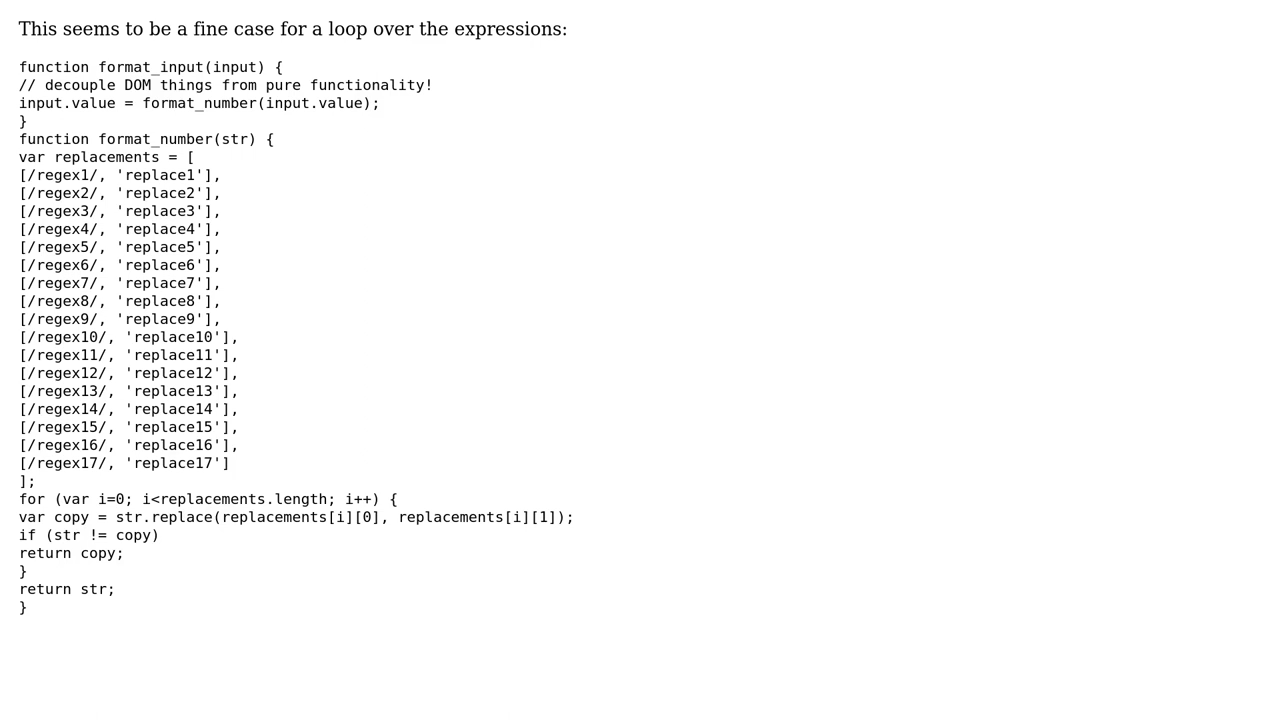 This seems to be a fine case for a loop over the expressions:
function format_input(input) {
// decouple DOM things from pure functionality!
input.value = format_number(input.value);
}
function format_number(str) {
var replacements = [
[/regex1/, 'replace1'],
[/regex2/, 'replace2'],
[/regex3/, 'replace3'],
[/regex4/, 'replace4'],
[/regex5/, 'replace5'],
[/regex6/, 'replace6'],
[/regex7/, 'replace7'],
[/regex8/, 'replace8'],
[/regex9/, 'replace9'],
[/regex10/, 'replace10'],
[/regex11/, 'replace11'],
[/regex12/, 'replace12'],
[/regex13/, 'replace13'],
[/regex14/, 'replace14'],
[/regex15/, 'replace15'],
[/regex16/, 'replace16'],
[/regex17/, 'replace17']
];
for (var i=0; i<replacements.length; i++) {
var copy = str.replace(replacements[i][0], replacements[i][1]);
if (str != copy)
return copy;
}
return str;
}